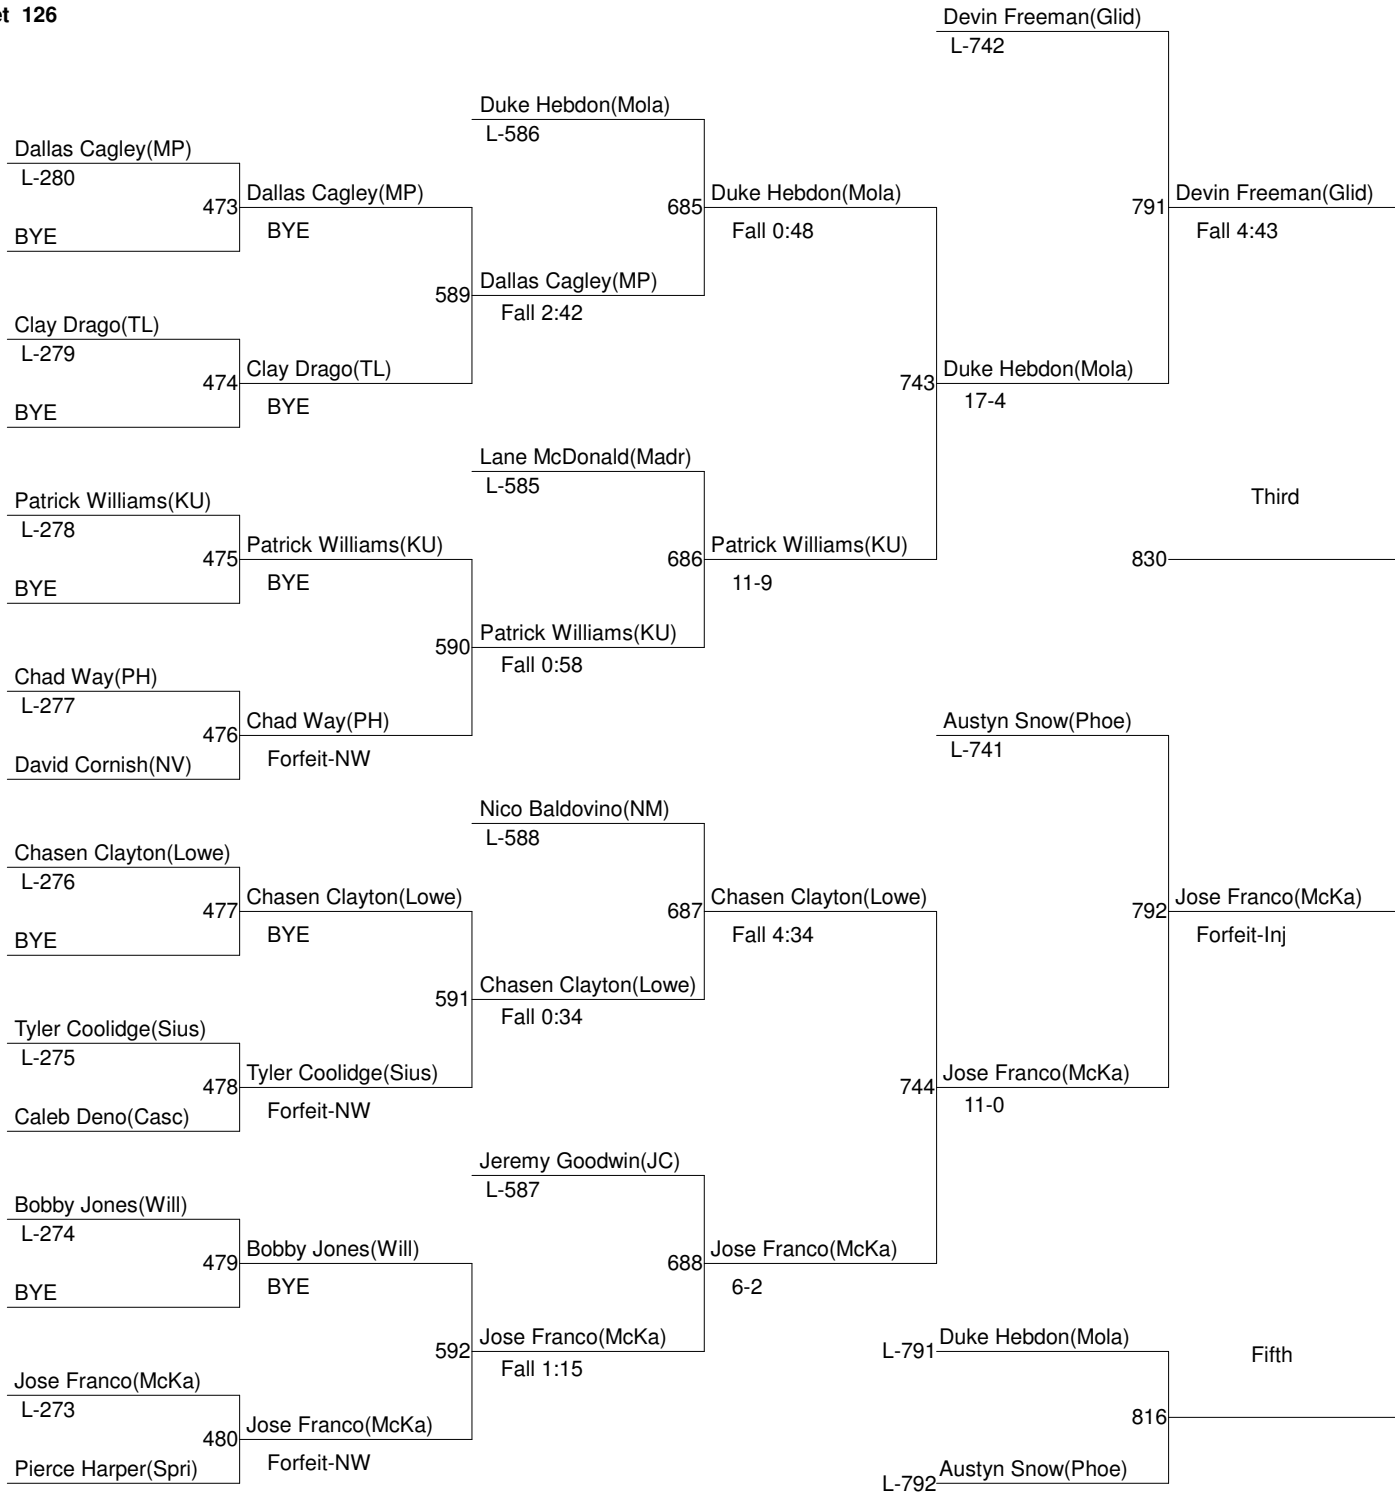 et 126
Devin Freeman(Glid)
L-742
Duke Hebdon(Mola)
L-586
Dallas Cagley(MP)
L-280
473 Dallas Cagley(MP)
685 Duke Hebdon(Mola)
791 Devin Freeman(Glid)
BYE
BYE
Fall 0:48
Fall 4:43
589 Dallas Cagley(MP)
Fall 2:42
Clay Drago(TL)
L-279
474 Clay Drago(TL)
743 Duke Hebdon(Mola)
BYE
BYE
17-4
Lane McDonald(Madr)
L-585
Patrick Williams(KU)
L-278
Third
475 Patrick Williams(KU)
686 Patrick Williams(KU)
830
BYE
BYE
11-9
590 Patrick Williams(KU)
Fall 0:58
Chad Way(PH)
L-277
476 Chad Way(PH)
Austyn Snow(Phoe)
L-741
David Cornish(NV)
Forfeit-NW
Nico Baldovino(NM)
L-588
Chasen Clayton(Lowe)
L-276
477 Chasen Clayton(Lowe)
687 Chasen Clayton(Lowe)
792 Jose Franco(McKa)
BYE
BYE
Fall 4:34
Forfeit-Inj
591 Chasen Clayton(Lowe)
Fall 0:34
Tyler Coolidge(Sius)
L-275
478 Tyler Coolidge(Sius)
744 Jose Franco(McKa)
Caleb Deno(Casc)
Forfeit-NW
11-0
Jeremy Goodwin(JC)
L-587
Bobby Jones(Will)
L-274
479 Bobby Jones(Will)
688 Jose Franco(McKa)
BYE
BYE
6-2
592 Jose Franco(McKa)
Fall 1:15
L-791 Duke Hebdon(Mola)
Fifth
Jose Franco(McKa)
L-273
480 Jose Franco(McKa)
816
Pierce Harper(Spri)
Forfeit-NW
L-792 Austyn Snow(Phoe)